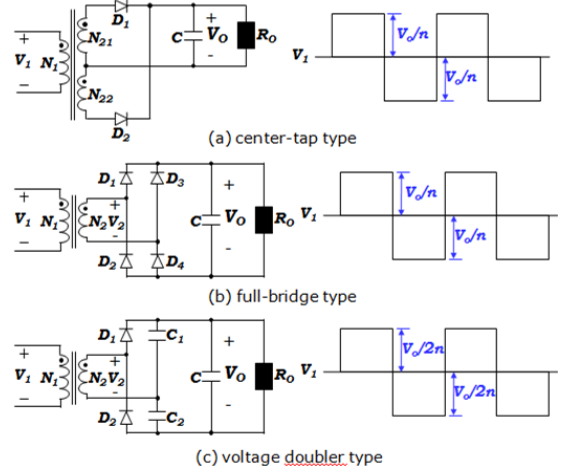 D1
+ N21 C + VO RO
V1 N1
- N22 -
D2
V1 Vo/n
Vo/n
(a) center-tap type
D1 D3
+ + +
V1 N1 N2 V2 C VO RO
- - -
D2 D4
V1 Vo/n
Vo/n
(b) full-bridge type
D1 C1
+ + +
V1 N1 N2 V2 C VO RO
- - -
D2 C2
V1 Vo/2n
Vo/2n
(c) voltage doubler type